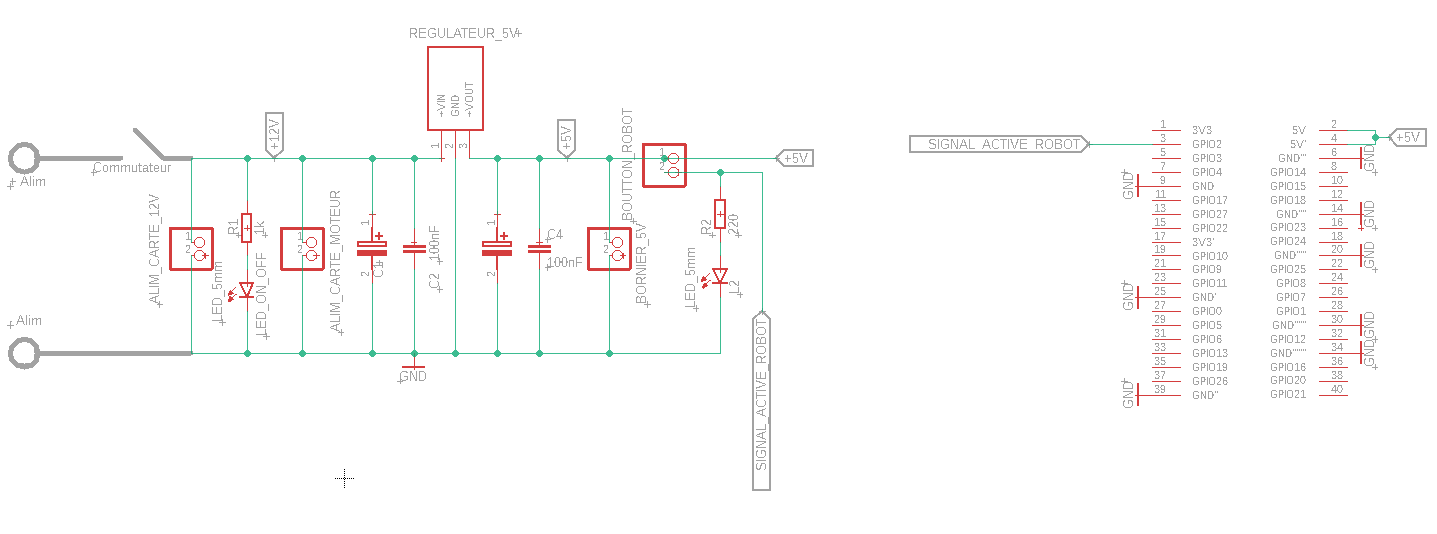 REGULATEUR_5V
+VIN
GND
+VOUT
1
2
3
+12V
+5V
BOUTTON_ROBOT
1
2
+5V
Commutateur
Alim
ALIM_CARTE_12V
1
2
R1
1k
LED_5mm
LED_ON_OFF
ALIM_CARTE_MOTEUR
1
2
1
2
C1
100nF
C2
1
2
C4
100nF
BORNIER_5V
1
2
R2
220
LED_5mm
L2
Alim
GND
SIGNAL_ACTIVE_ROBOT
SIGNAL_ACTIVE_ROBOT
+5V
1 3V3 5V 2
3 GPIO2 5V' 4
5 GPIO3 GND''' 6 GND
7 GPIO4 GPIO14 8
GND 9 GND GPIO15 10
11 GPIO17 GPIO18 12
13 GPIO27 GND'''' 14 GND
15 GPIO22 GPIO23 16
17 3V3' GPIO24 18
19 GPIO10 GND''''' 20 GND
21 GPIO9 GPIO25 22
23 GPIO11 GPIO8 24
GND 25 GND' GPIO7 26
27 GPIO0 GPIO1 28
29 GPIO5 GND'''''' 30 GND
31 GPIO6 GPIO12 32
33 GPIO13 GND''''''' 34 GND
35 GPIO19 GPIO16 36
37 GPIO26 GPIO20 38
GND 39 GND'' GPIO21 40